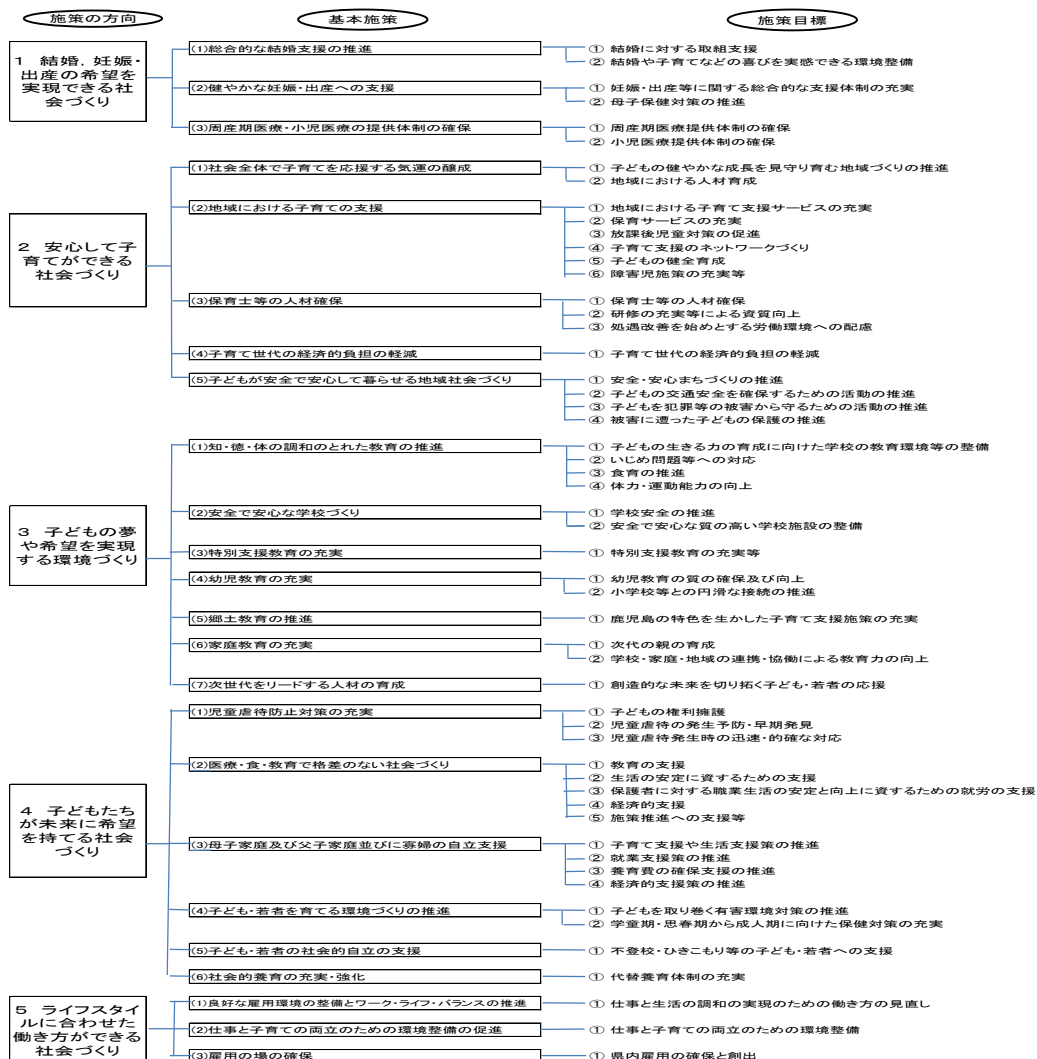 施策の方向
基本施策
施策目標
1 結婚，妊娠・
出産の希望を
実現できる社
会づくり
(1)総合的な結婚支援の推進
① 結婚に対する取組支援
② 結婚や子育てなどの喜びを実感できる環境整備
(2)健やかな妊娠・出産への支援
① 妊娠・出産等に関する総合的な支援体制の充実
② 母子保健対策の推進
(3)周産期医療・小児医療の提供体制の確保
① 周産期医療提供体制の確保
② 小児医療提供体制の確保
2 安心して子
育てができる
社会づくり
(1)社会全体で子育てを応援する気運の醸成
① 子どもの健やかな成長を見守り育む地域づくりの推進
② 地域における人材育成
(2)地域における子育ての支援
① 地域における子育て支援サービスの充実
② 保育サービスの充実
③ 放課後児童対策の促進
④ 子育て支援のネットワークづくり
⑤ 子どもの健全育成
⑥ 障害児施策の充実等
(3)保育士等の人材確保
① 保育士等の人材確保
② 研修の充実等による資質向上
③ 処遇改善を始めとする労働環境への配慮
(4)子育て世代の経済的負担の軽減
① 子育て世代の経済的負担の軽減
(5)子どもが安全で安心して暮らせる地域社会づくり
① 安全・安心まちづくりの推進
② 子どもの交通安全を確保するための活動の推進
③ 子どもを犯罪等の被害から守るための活動の推進
④ 被害に遭った子どもの保護の推進
3 子どもの夢
や希望を実現
する環境づくり
(1)知・徳・体の調和のとれた教育の推進
① 子どもの生きる力の育成に向けた学校の教育環境等の整備
② いじめ問題等への対応
③ 食育の推進
④ 体力・運動能力の向上
(2)安全で安心な学校づくり
① 学校安全の推進
② 安全で安心な質の高い学校施設の整備
(3)特別支援教育の充実
① 特別支援教育の充実等
(4)幼児教育の充実
① 幼児教育の質の確保及び向上
② 小学校等との円滑な接続の推進
(5)郷土教育の推進
① 鹿児島の特色を生かした子育て支援施策の充実
(6)家庭教育の充実
① 次代の親の育成
② 学校・家庭・地域の連携・協働による教育力の向上
(7)次世代をリードする人材の育成
① 創造的な未来を切り拓く子ども・若者の応援
4 子どもたち
が未来に希望
を持てる社会
づくり
(1)児童虐待防止対策の充実
① 子どもの権利擁護
② 児童虐待の発生予防・早期発見
③ 児童虐待発生時の迅速・的確な対応
(2)医療・食・教育で格差のない社会づくり
① 教育の支援
② 生活の安定に資するための支援
③ 保護者に対する職業生活の安定と向上に資するための就労の支援
④ 経済的支援
⑤ 施策推進への支援等
(3)母子家庭及び父子家庭並びに寡婦の自立支援
① 子育て支援や生活支援策の推進
② 就業支援策の推進
③ 養育費の確保支援の推進
④ 経済的支援策の推進
(4)子ども・若者を育てる環境づくりの推進
① 子どもを取り巻く有害環境対策の推進
② 学童期・思春期から成人期に向けた保健対策の充実
(5)子ども・若者の社会的自立の支援
① 不登校・ひきこもり等の子ども・若者への支援
(6)社会的養育の充実・強化
① 代替養育体制の充実
5 ライフスタイ
ルに合わせた
働き方ができる
社会づくり
(1)良好な雇用環境の整備とワーク・ライフ・バランスの推進
① 仕事と生活の調和の実現のための働き方の見直し
(2)仕事と子育ての両立のための環境整備の促進
① 仕事と子育ての両立のための環境整備
(3)雇用の場の確保
① 県内雇用の確保と創出